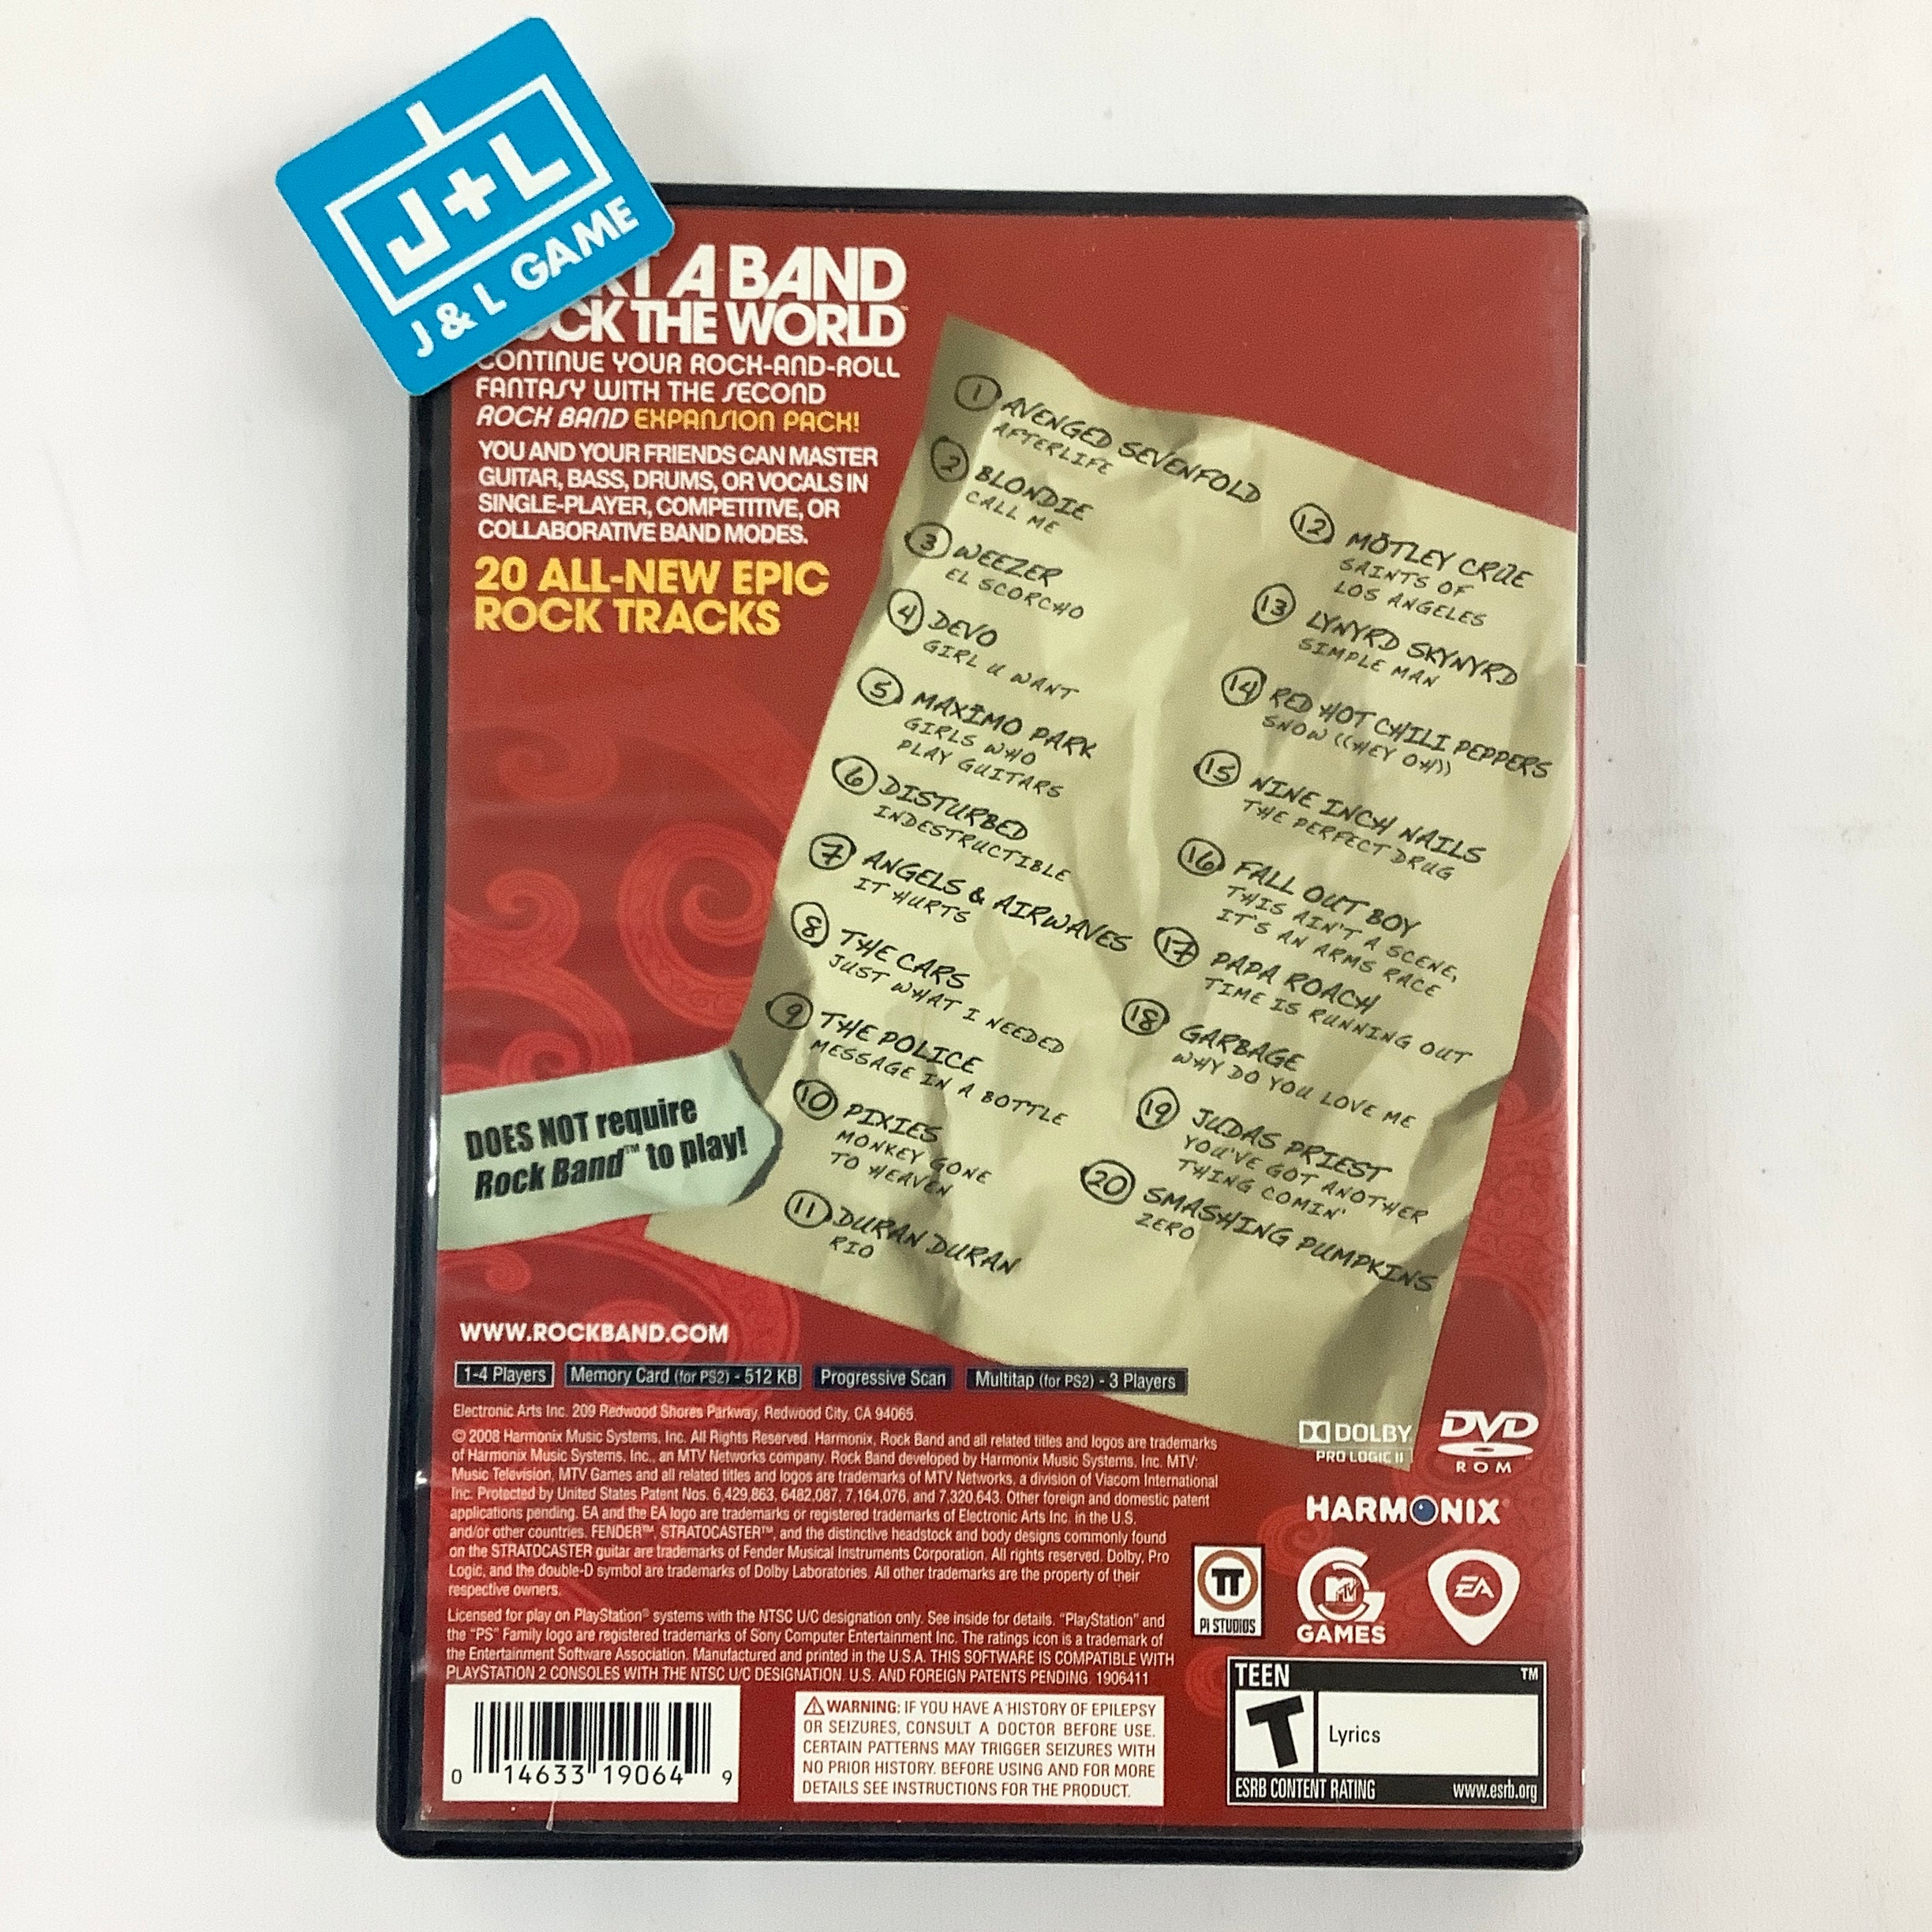 J+L
J & L GAME
A BAND
THE WORLD
CONTINUE YOUR ROCK-AND-ROLL
FANTASY WITH THE SECOND
ROCK BAND EXPANSION PACK!
YOU AND YOUR FRIENDS CAN MASTER
GUITAR, BASS, DRUMS, OR VOCALS IN
SINGLE-PLAYER, COMPETITIVE, OR
COLLABORATIVE BAND MODES.
20 ALL-NEW EPIC
ROCK TRACKS
1 AVENGED SEVENFOLD
AFTERLIFE
2 BLONDIE
CALL ME
3 WEEZER
EL SCORCHO
4 DEVO
GIRL U WANT
5 MAXIMO PARK
GIRLS WHO
PLAY GUITARS
6 DISTURBED
INDESTRUCTIBLE
7 ANGELS & AIRWAVES
IT HURTS
8 THE CARS
JUST WHAT I NEEDED
9 THE POLICE
MESSAGE IN A BOTTLE
10 PIXIES
MONKEY GONE
TO HEAVEN
11 DURAN DURAN
RIO
12 MÖTLEY CRÜE
SAINTS OF
LOS ANGELES
13 LYNYRD SKYNYRD
SIMPLE MAN
14 RED HOT CHILI PEPPERS
SNOW ((HEY OH))
15 NINE INCH NAILS
THE PERFECT DRUG
16 FALL OUT BOY
THIS AIN'T A SCENE,
IT'S AN ARMS RACE
17 PAPA ROACH
TIME IS RUNNING OUT
18 GARBAGE
WHY DO YOU LOVE ME
19 JUDAS PRIEST
YOU'VE GOT ANOTHER
THING COMIN'
20 SMASHING PUMPKINS
ZERO
DOES NOT require
Rock Band™ to play!
WWW.ROCKBAND.COM
1-4 Players
Memory Card (for PS2) - 512 KB
Progressive Scan
Multitap (for PS2) - 3 Players
Electronic Arts Inc. 209 Redwood Shores Parkway, Redwood City, CA 94065.
© 2008 Harmonix Music Systems, Inc. All Rights Reserved. Harmonix, Rock Band and all related titles and logos are trademarks
of Harmonix Music Systems, Inc., an MTV Networks company. Rock Band developed by Harmonix Music Systems, Inc. MTV:
Music Television, MTV Games and all related titles and logos are trademarks of MTV Networks, a division of Viacom International
Inc. Protected by United States Patent Nos. 6,429,863, 6482,087, 7,164,076, and 7,320,643. Other foreign and domestic patent
applications pending. EA and the EA logo are trademarks or registered trademarks of Electronic Arts Inc. in the U.S.
and/or other countries. FENDER™, STRATOCASTER™, and the distinctive headstock and body designs commonly found
on the STRATOCASTER guitar are trademarks of Fender Musical Instruments Corporation. All rights reserved. Dolby, Pro
Logic, and the double-D symbol are trademarks of Dolby Laboratories. All other trademarks are the property of their
respective owners.
Licensed for play on PlayStation® systems with the NTSC U/C designation only. See inside for details. "PlayStation" and
the "PS" Family logo are registered trademarks of Sony Computer Entertainment Inc. The ratings icon is a trademark of
the Entertainment Software Association. Manufactured and printed in the U.S.A. THIS SOFTWARE IS COMPATIBLE WITH
PLAYSTATION 2 CONSOLES WITH THE NTSC U/C DESIGNATION. U.S. AND FOREIGN PATENTS PENDING. 1906411
DOLBY
PRO LOGIC II
DVD
ROM
HARMONIX
PI STUDIOS
MTV
GAMES
EA
0 14633 19064 9
WARNING: IF YOU HAVE A HISTORY OF EPILEPSY
OR SEIZURES, CONSULT A DOCTOR BEFORE USE.
CERTAIN PATTERNS MAY TRIGGER SEIZURES WITH
NO PRIOR HISTORY. BEFORE USING AND FOR MORE
DETAILS SEE INSTRUCTIONS FOR THE PRODUCT.
TEEN ™
T
Lyrics
ESRB CONTENT RATING www.esrb.org